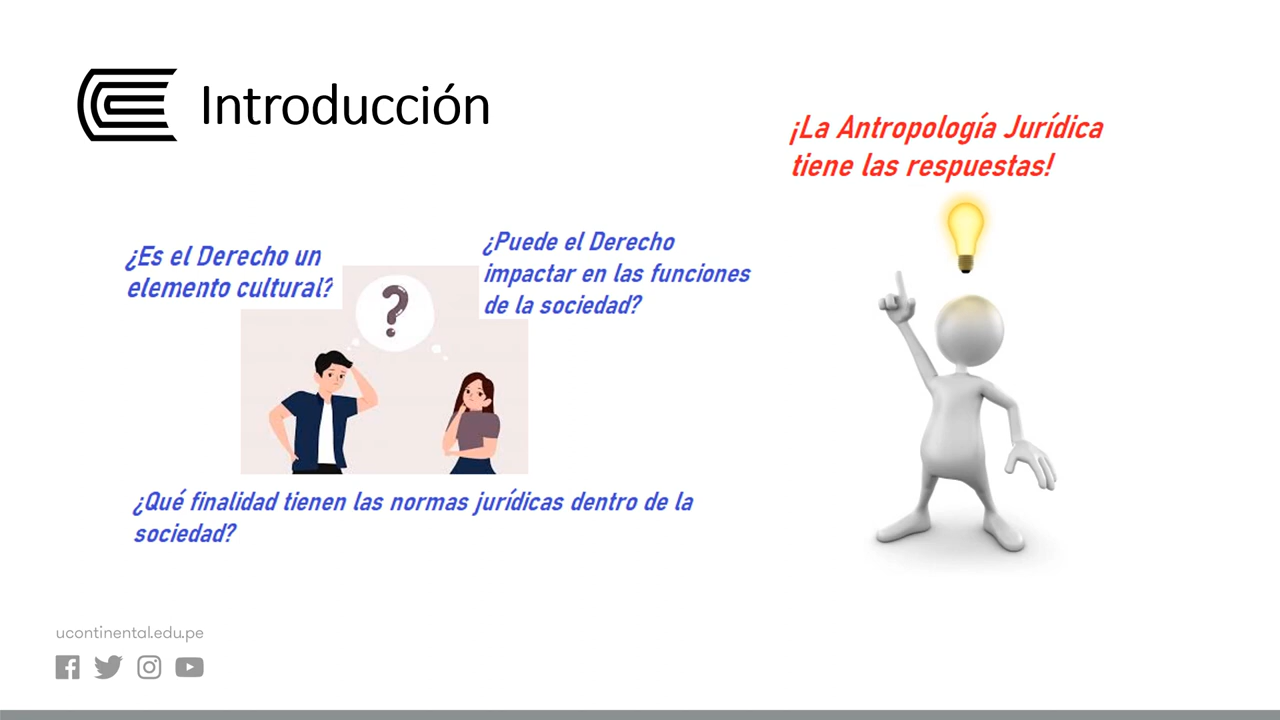 Introducción
¡La Antropología Jurídica
tiene las respuestas!
¿Es el Derecho un
elemento cultural?
¿Puede el Derecho
impactar en las funciones
de la sociedad?
?
¿Qué finalidad tienen las normas jurídicas dentro de la
sociedad?
ucontinental.edu.pe